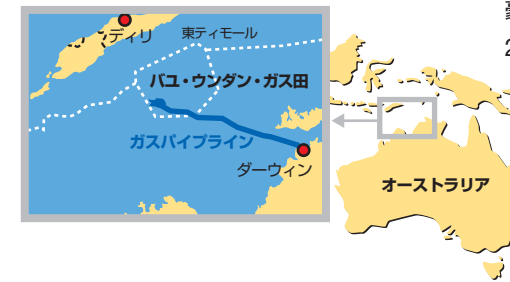 ディリ
東ティモール
バユ・ウンダン・ガス田
ガスパイプライン
ダーウィン
オーストラリア